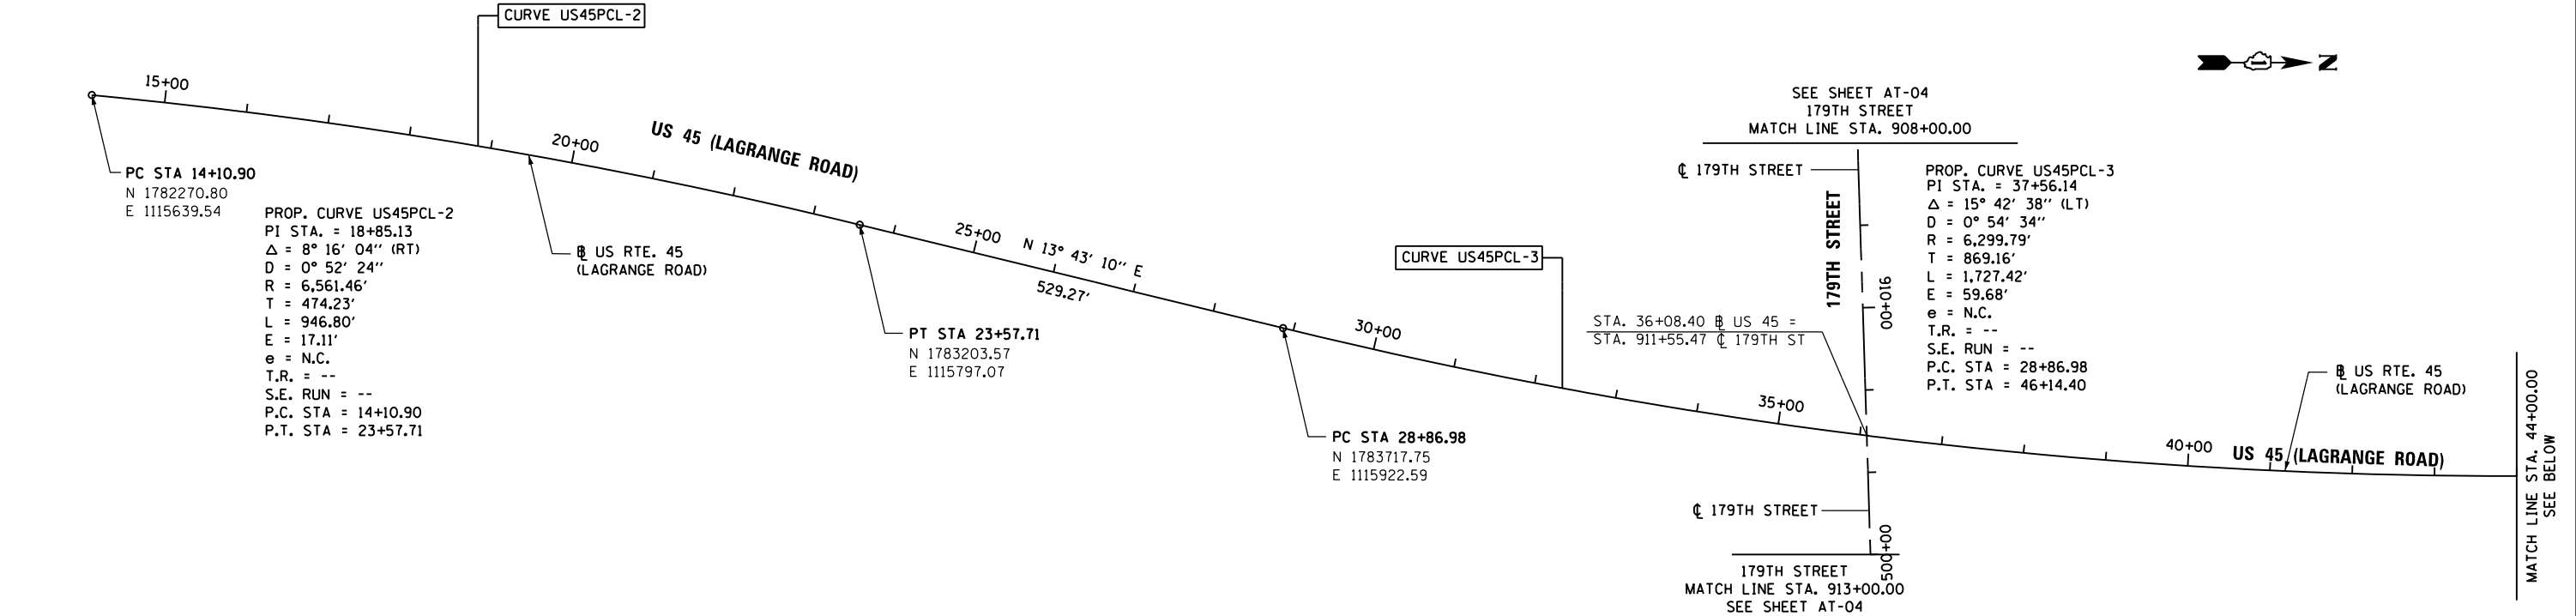 CURVE US45PCL-2
15+00
20+00
US 45 (LAGRANGE ROAD)
PC STA 14+10.90
N 1782270.80
E 1115639.54
PROP. CURVE US45PCL-2
PI STA. = 18+85.13
Δ = 8° 16' 04'' (RT)
D = 0° 52' 24''
R = 6,561.46'
T = 474.23'
L = 946.80'
E = 17.11'
e = N.C.
T.R. = --
S.E. RUN = --
P.C. STA = 14+10.90
P.T. STA = 23+57.71
℄ US RTE. 45
(LAGRANGE ROAD)
25+00
N 13° 43' 10'' E
529.27'
PT STA 23+57.71
N 1783203.57
E 1115797.07
30+00
CURVE US45PCL-3
PC STA 28+86.98
N 1783717.75
E 1115922.59
35+00
SEE SHEET AT-04
179TH STREET
MATCH LINE STA. 908+00.00
℄ 179TH STREET
179TH STREET
910+00
STA. 36+08.40 ℄ US 45 =
STA. 911+55.47 ℄ 179TH ST
PROP. CURVE US45PCL-3
PI STA. = 37+56.14
Δ = 15° 42' 38'' (LT)
D = 0° 54' 34''
R = 6,299.79'
T = 869.16'
L = 1,727.42'
E = 59.68'
e = N.C.
T.R. = --
S.E. RUN = --
P.C. STA = 28+86.98
P.T. STA = 46+14.40
N
℄ US RTE. 45
(LAGRANGE ROAD)
40+00
US 45 (LAGRANGE ROAD)
MATCH LINE STA. 44+00.00
SEE BELOW
℄ 179TH STREET
500+00
179TH STREET
MATCH LINE STA. 913+00.00
SEE SHEET AT-04